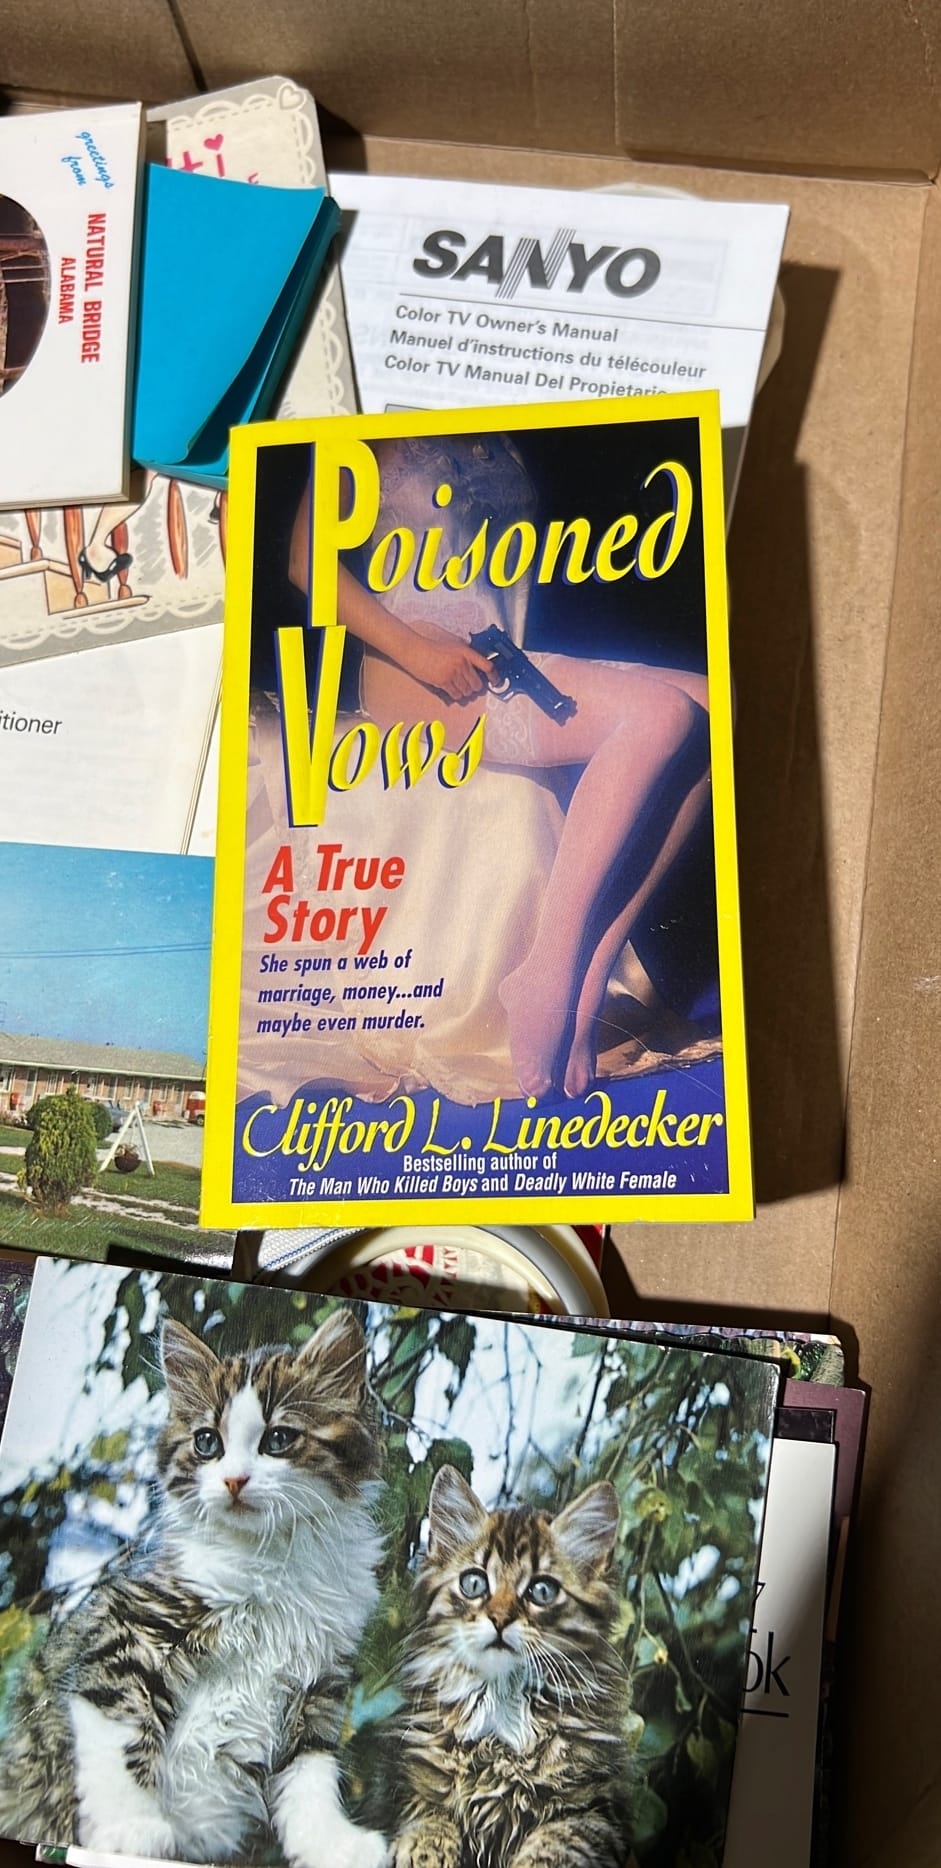 greetings
from
NATURAL BRIDGE
ALABAMA
SANYO
Color TV Owner's Manual
Manuel d'instructions du télécouleur
Color TV Manual Del Propietario
Poisoned
Vows
A True
Story
She spun a web of
marriage, money...and
maybe even murder.
Clifford L. Linedecker
Bestselling author of
The Man Who Killed Boys and Deadly White Female
itioner
ok